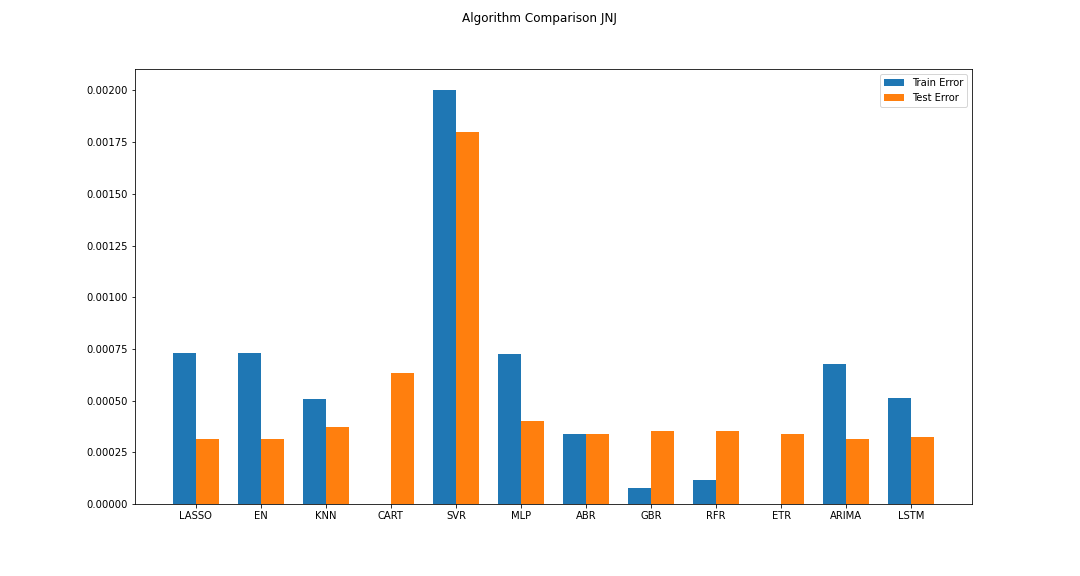 Algorithm Comparison JNJ
Train Error
Test Error
0.00200
0.00175
0.00150
0.00125
0.00100
0.00075
0.00050
0.00025
0.00000
LASSO EN KNN CART SVR MLP ABR GBR RFR ETR ARIMA LSTM